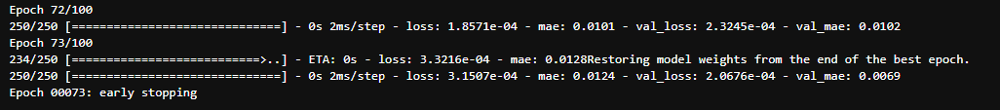 Epoch 72/100
250/250 [==============================] - 0s 2ms/step - loss: 1.8571e-04 - mae: 0.0101 - val_loss: 2.3245e-04 - val_mae: 0.0102
Epoch 73/100
234/250 [===========================>..] - ETA: 0s - loss: 3.3216e-04 - mae: 0.0128Restoring model weights from the end of the best epoch.
250/250 [==============================] - 0s 2ms/step - loss: 3.1507e-04 - mae: 0.0124 - val_loss: 2.0676e-04 - val_mae: 0.0069
Epoch 00073: early stopping